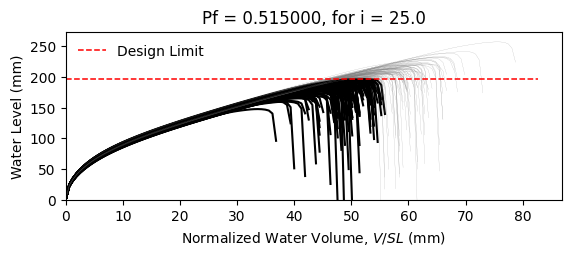 Pf = 0.515000, for i = 25.0
Water Level (mm)
250
200
150
100
50
0
Design Limit
0 10 20 30 40 50 60 70 80
Normalized Water Volume, V/SL (mm)